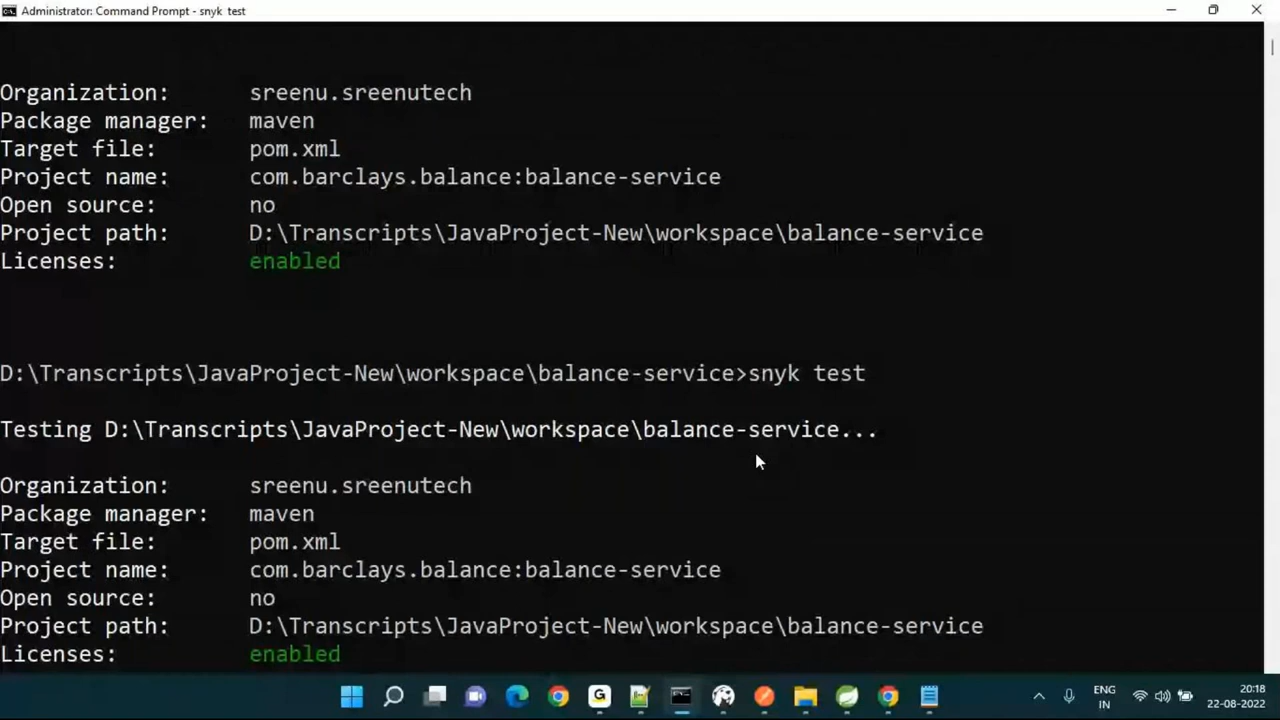 Administrator: Command Prompt - snyk test
Organization: sreenu.sreenutech
Package manager: maven
Target file: pom.xml
Project name: com.barclays.balance:balance-service
Open source: no
Project path: D:\Transcripts\JavaProject-New\workspace\balance-service
Licenses: enabled
D:\Transcripts\JavaProject-New\workspace\balance-service>snyk test
Testing D:\Transcripts\JavaProject-New\workspace\balance-service...
Organization: sreenu.sreenutech
Package manager: maven
Target file: pom.xml
Project name: com.barclays.balance:balance-service
Open source: no
Project path: D:\Transcripts\JavaProject-New\workspace\balance-service
Licenses: enabled
ENG
IN
20:18
22-08-2022